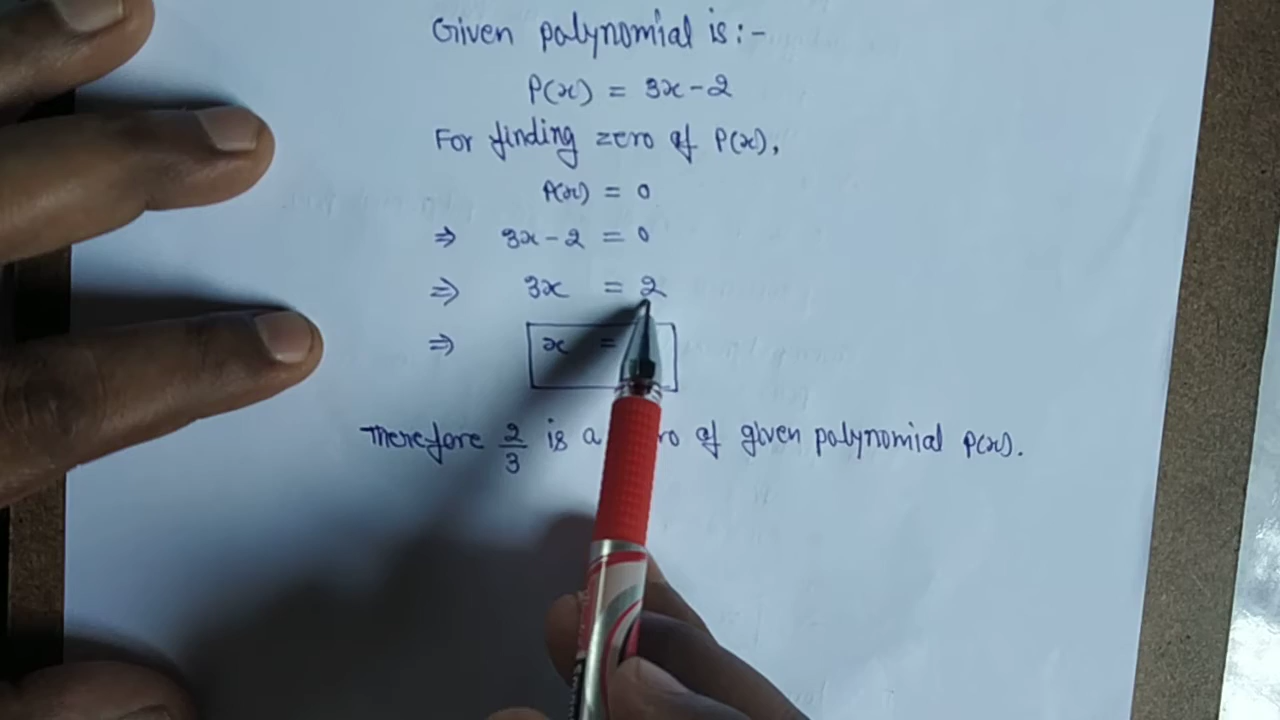 Given polynomial is:-
P(x) = 3x-2
For finding zero of P(x),
P(x) = 0
⇒ 3x-2 = 0
⇒ 3x = 2
⇒ x =
Therefore 2/3 is a of given polynomial P(x).